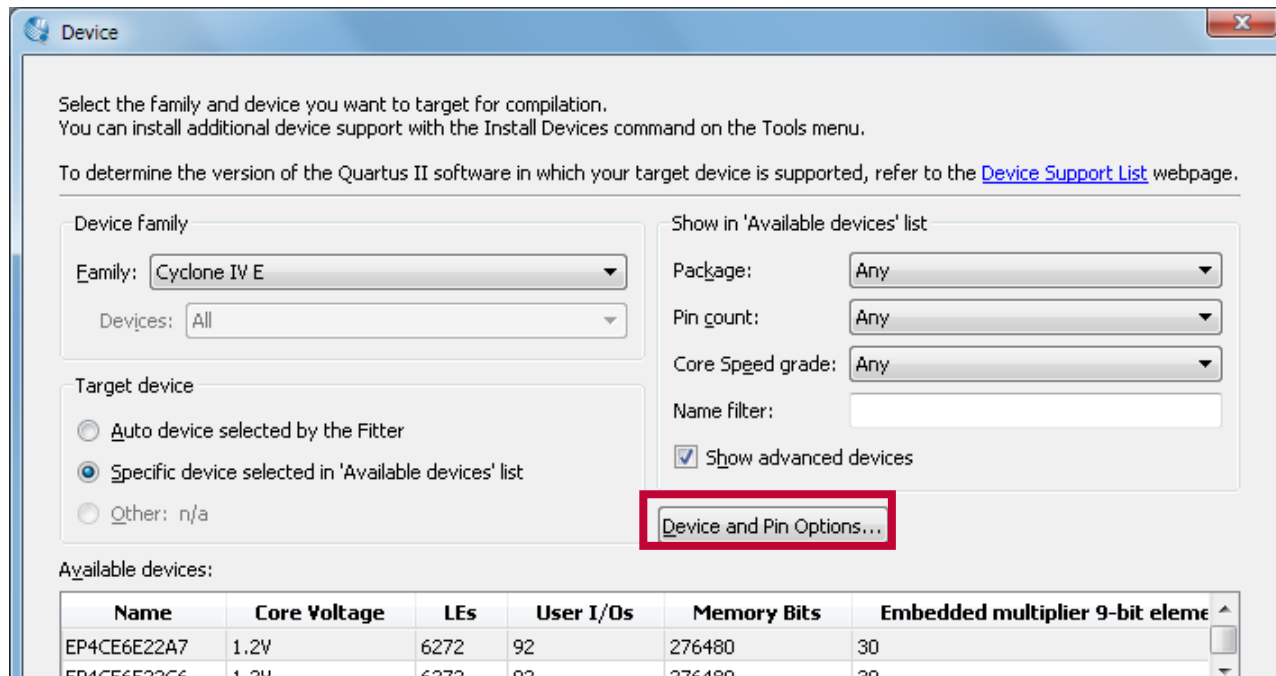 Device
Select the family and device you want to target for compilation.
You can install additional device support with the Install Devices command on the Tools menu.
To determine the version of the Quartus II software in which your target device is supported, refer to the Device Support List webpage.
Device family
Family: Cyclone IV E
Devices: All
Target device
Auto device selected by the Fitter
Specific device selected in 'Available devices' list
Other: n/a
Show in 'Available devices' list
Package: Any
Pin count: Any
Core Speed grade: Any
Name filter:
Show advanced devices
Device and Pin Options...
Available devices:
Name Core Voltage LEs User I/Os Memory Bits Embedded multiplier 9-bit eleme
EP4CE6E22A7 1.2V 6272 92 276480 30